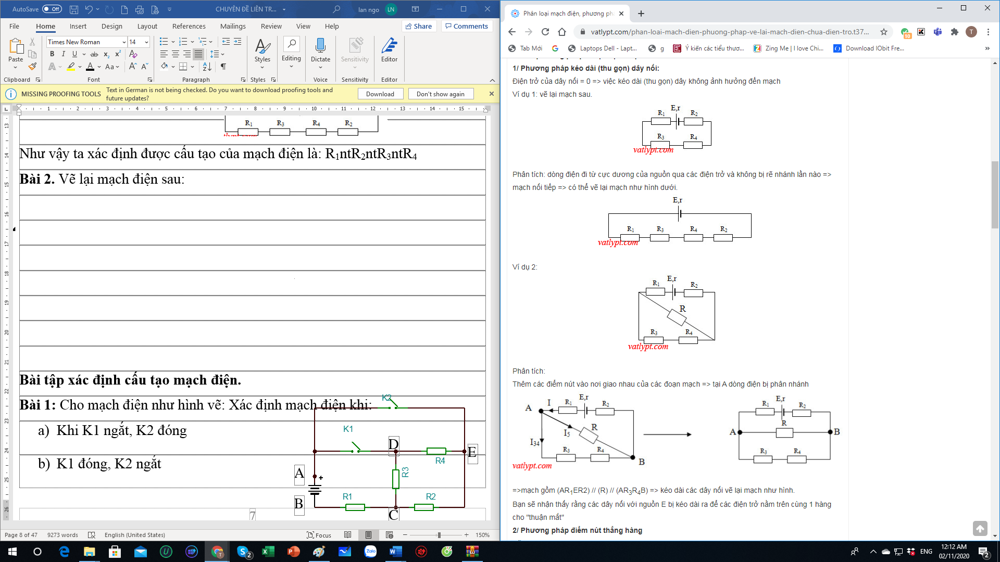 AutoSave Off CHUYÊN ĐỀ LIÊN TR... lan ngo LN
File Home Insert Design Layout References Mailings Review View Help Share Comments
Times New Roman 14
Paste Styles Editing Dictate Sensitivity Editor
Clipboard Font Paragraph Styles Voice Sensitivity Editor
MISSING PROOFING TOOLS Text in German is not being checked. Do you want to download proofing tools and future updates? Download Don't show again
1 2 3 4 5 6 7 8 9 10 11 12 13 14 15
R1 R3 R4 R2
Như vậy ta xác định được cấu tạo của mạch điện là: R1ntR2ntR3ntR4
Bài 2. Vẽ lại mạch điện sau:
Bài tập xác định cấu tạo mạch điện.
Bài 1: Cho mạch điện như hình vẽ: Xác định mạch điện khi:
a) Khi K1 ngắt, K2 đóng
b) K1 đóng, K2 ngắt
K2
K1
D
E
R4
A +
R3
B R1 R2
C
7
Page 8 of 47 9273 words English (United States) Focus 150%
Phân loại mạch điện, phương phá
vatlypt.com/phan-loai-mach-dien-phuong-phap-ve-lai-mach-dien-chua-dien-tro.t37... 10 T
Tab Mới Laptops Dell - Lapt... g Ý kiến các tiểu thươ... Zing Me | I love Chi... Download IObit Fre... »
1/ Phương pháp kéo dài (thu gọn) dây nối:
Điện trở của dây nối = 0 => việc kéo dài (thu gọn) dây không ảnh hưởng đến mạch
Ví dụ 1: vẽ lại mạch sau.
E,r
R1 R2
R3 R4
vatlypt.com
Phân tích: dòng điện đi từ cực dương của nguồn qua các điện trở và không bị rẽ nhánh lần nào =>
mạch nối tiếp => có thể vẽ lại mạch như hình dưới.
E,r
R1 R3 R4 R2
vatlypt.com
Ví dụ 2:
E,r
R1 R2
R
R3 R4
vatlypt.com
Phân tích:
Thêm các điểm nút vào nơi giao nhau của các đoạn mạch => tại A dòng điện bị phân nhánh
A I R1 E,r R2
I5 R
I34
R3 R4
B
vatlypt.com
E,r
R1 R2
R
A B
R3 R4
=>mạch gồm (AR1ER2) // (R) // (AR3R4B) => kéo dài các dây nối vẽ lại mạch như hình.
Bạn sẽ nhận thấy rằng các dây nối với nguồn E bị kéo dài ra để các điện trở nằm trên cùng 1 hàng
cho "thuận mắt"
2/ Phương pháp điểm nút thẳng hàng
ENG 12:12 AM
02/11/2020